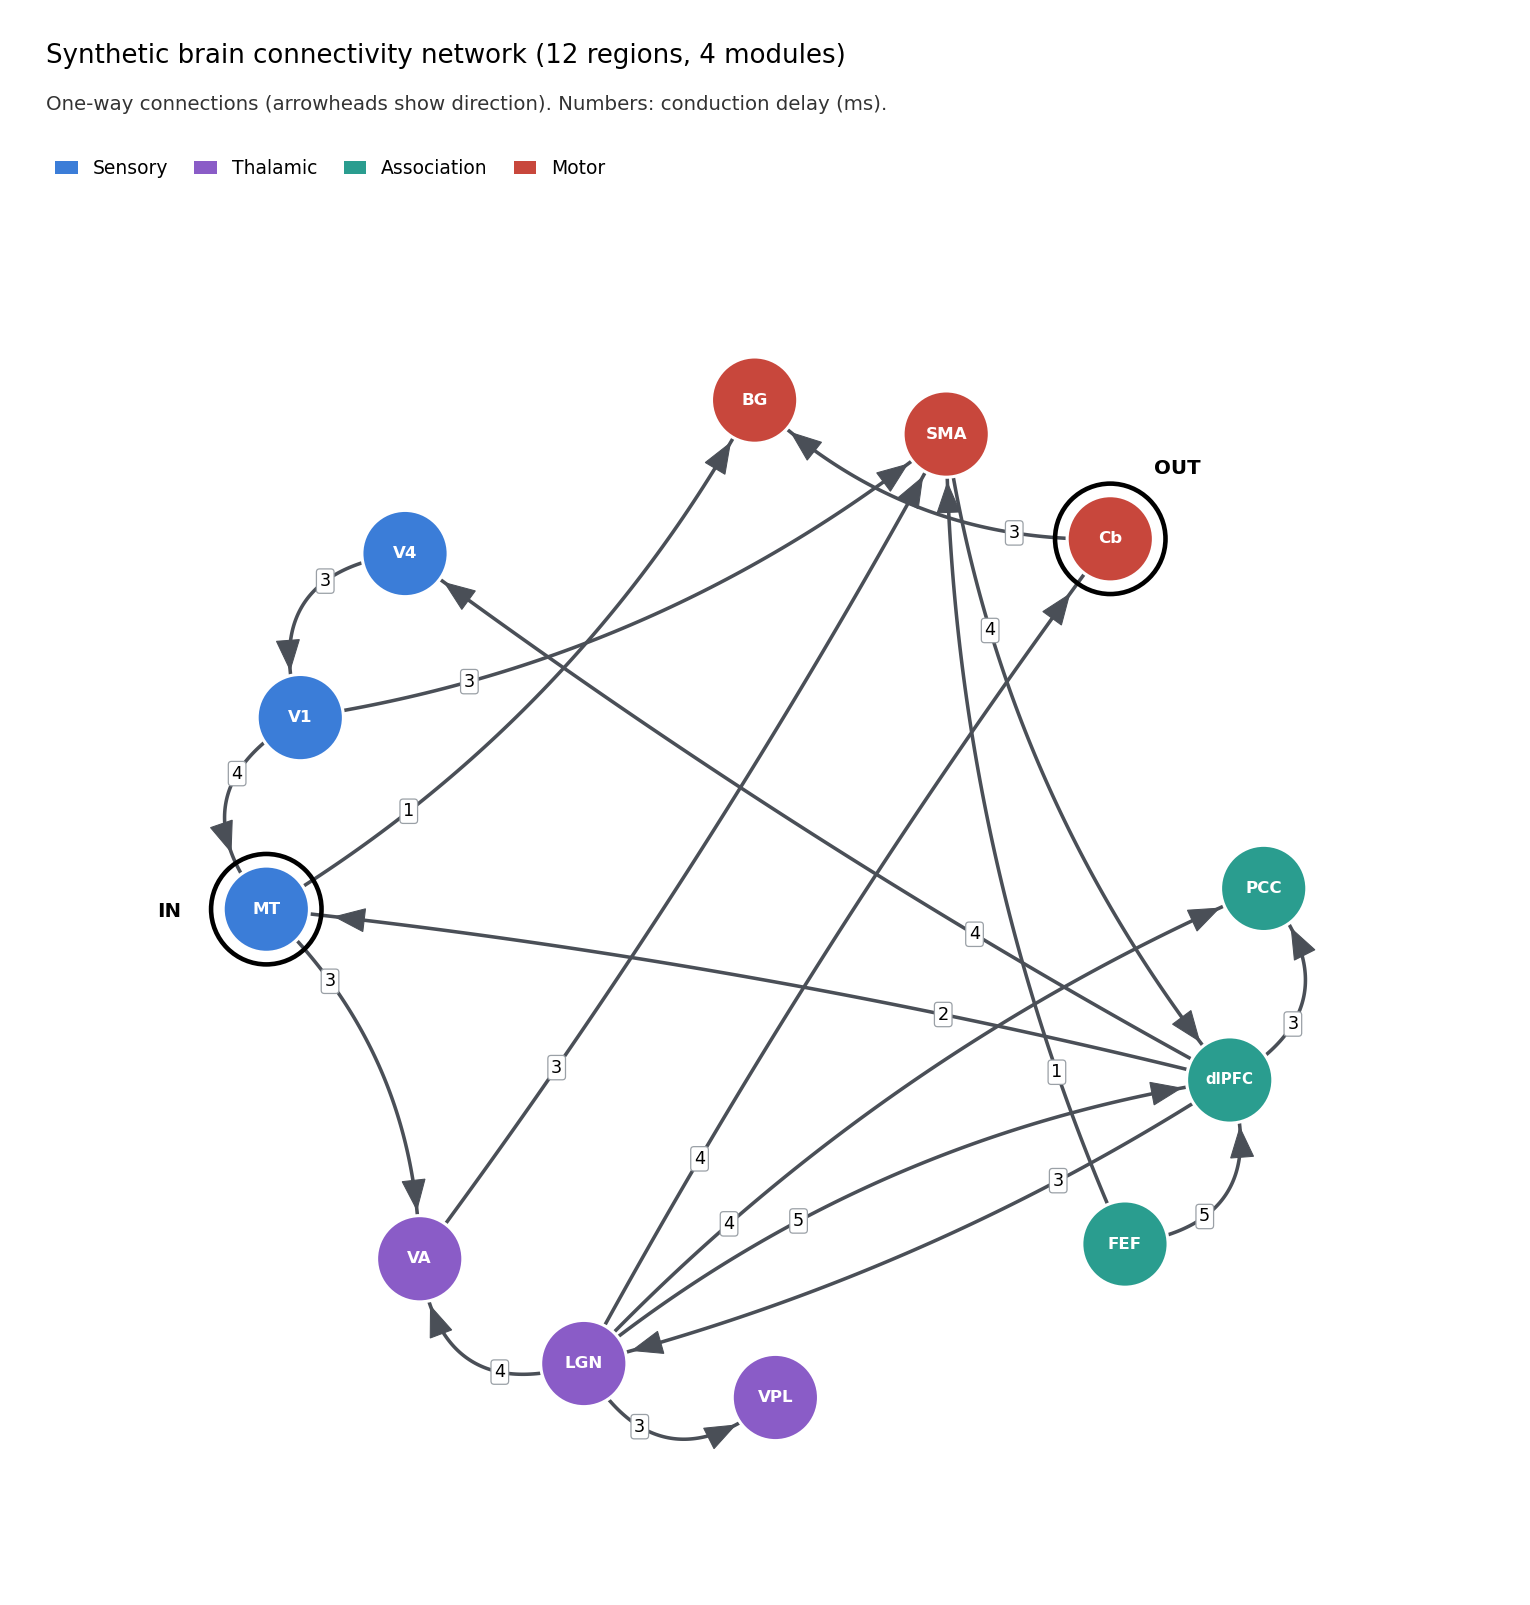 Synthetic brain connectivity network (12 regions, 4 modules)
One-way connections (arrowheads show direction). Numbers: conduction delay (ms).
Sensory Thalamic Association Motor
BG
SMA
OUT
Cb
3
V4
3
4
V1
3
4
1
PCC
IN
MT
4
3
2
3
1
dlPFC
3
4
3
4
5
5
FEF
VA
LGN
4
VPL
3